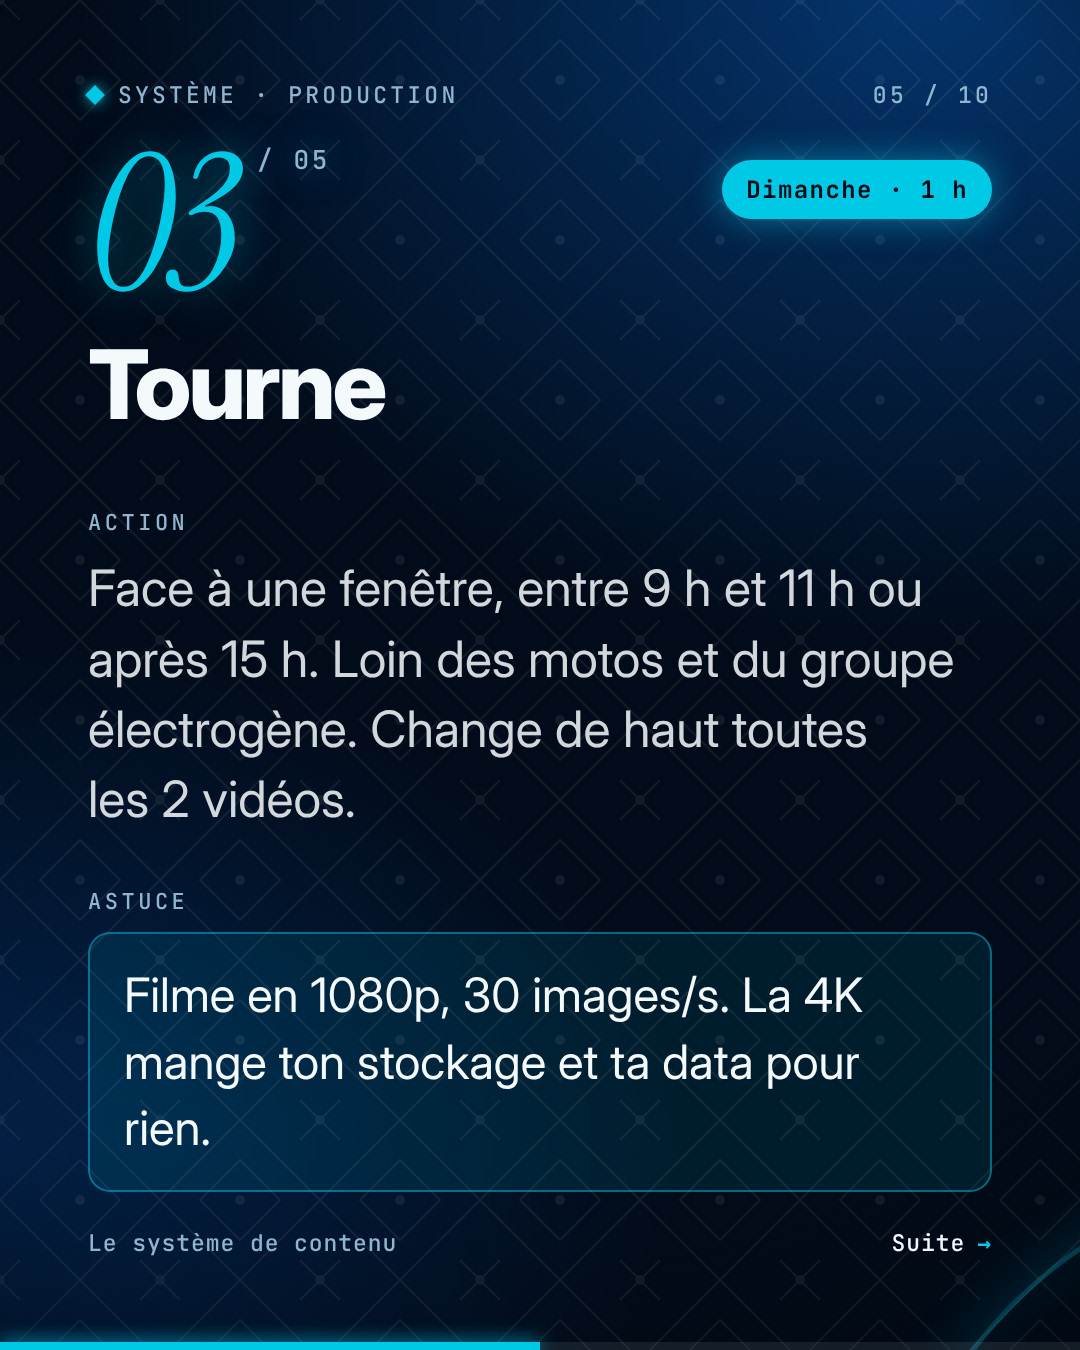 SYSTÈME · PRODUCTION
05 / 10
03 / 05
Dimanche · 1 h
Tourne
ACTION
Face à une fenêtre, entre 9 h et 11 h ou
après 15 h. Loin des motos et du groupe
électrogène. Change de haut toutes
les 2 vidéos.
ASTUCE
Filme en 1080p, 30 images/s. La 4K
mange ton stockage et ta data pour
rien.
Le système de contenu
Suite →